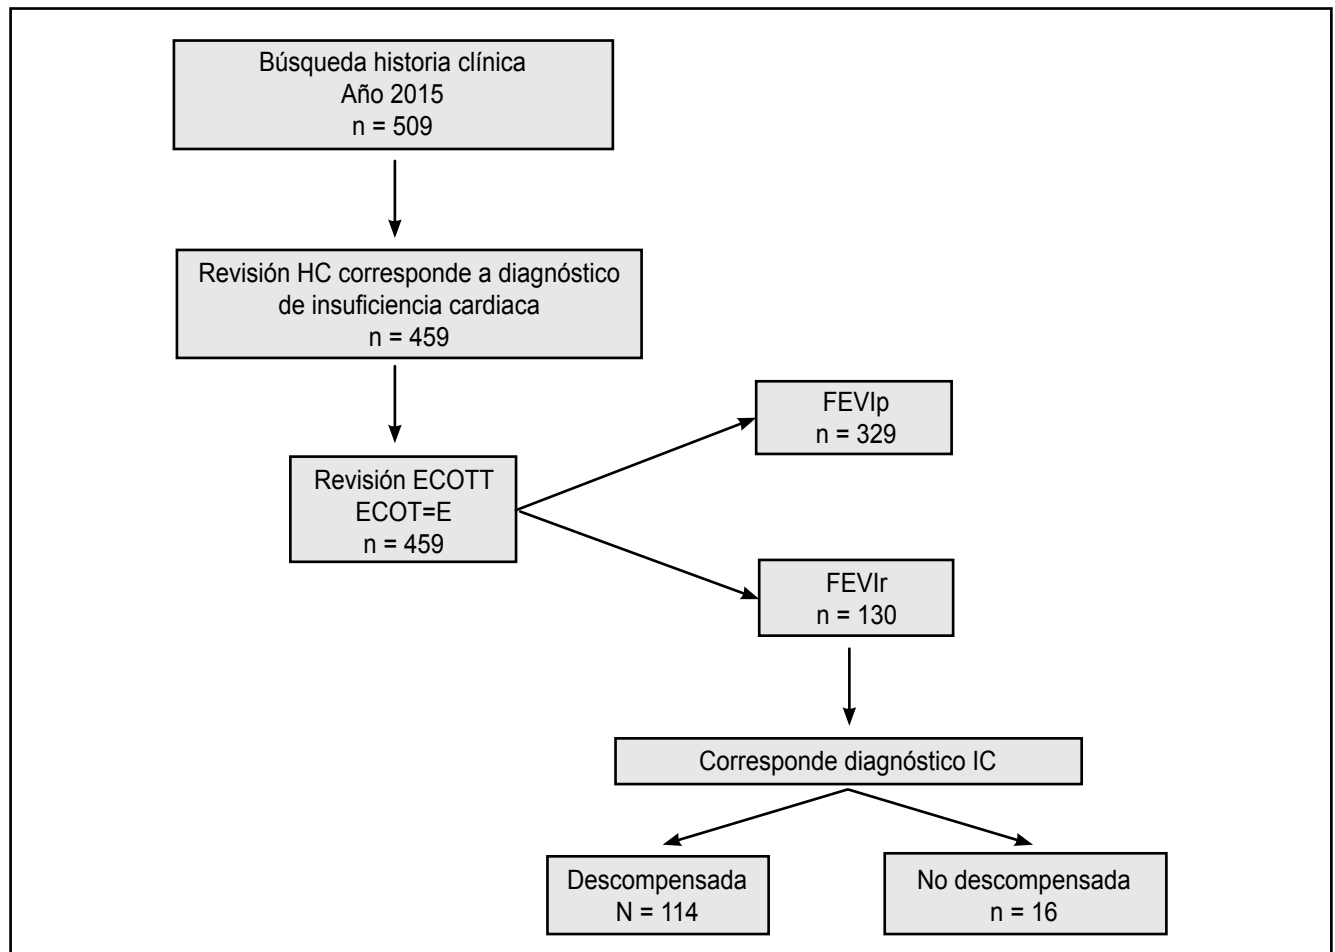 Búsqueda historia clínica
Año 2015
n = 509
Revisión HC corresponde a diagnóstico
de insuficiencia cardiaca
n = 459
Revisión ECOTT
ECOT=E
n = 459
FEVIp
n = 329
FEVIr
n = 130
Corresponde diagnóstico IC
Descompensada
N = 114
No descompensada
n = 16